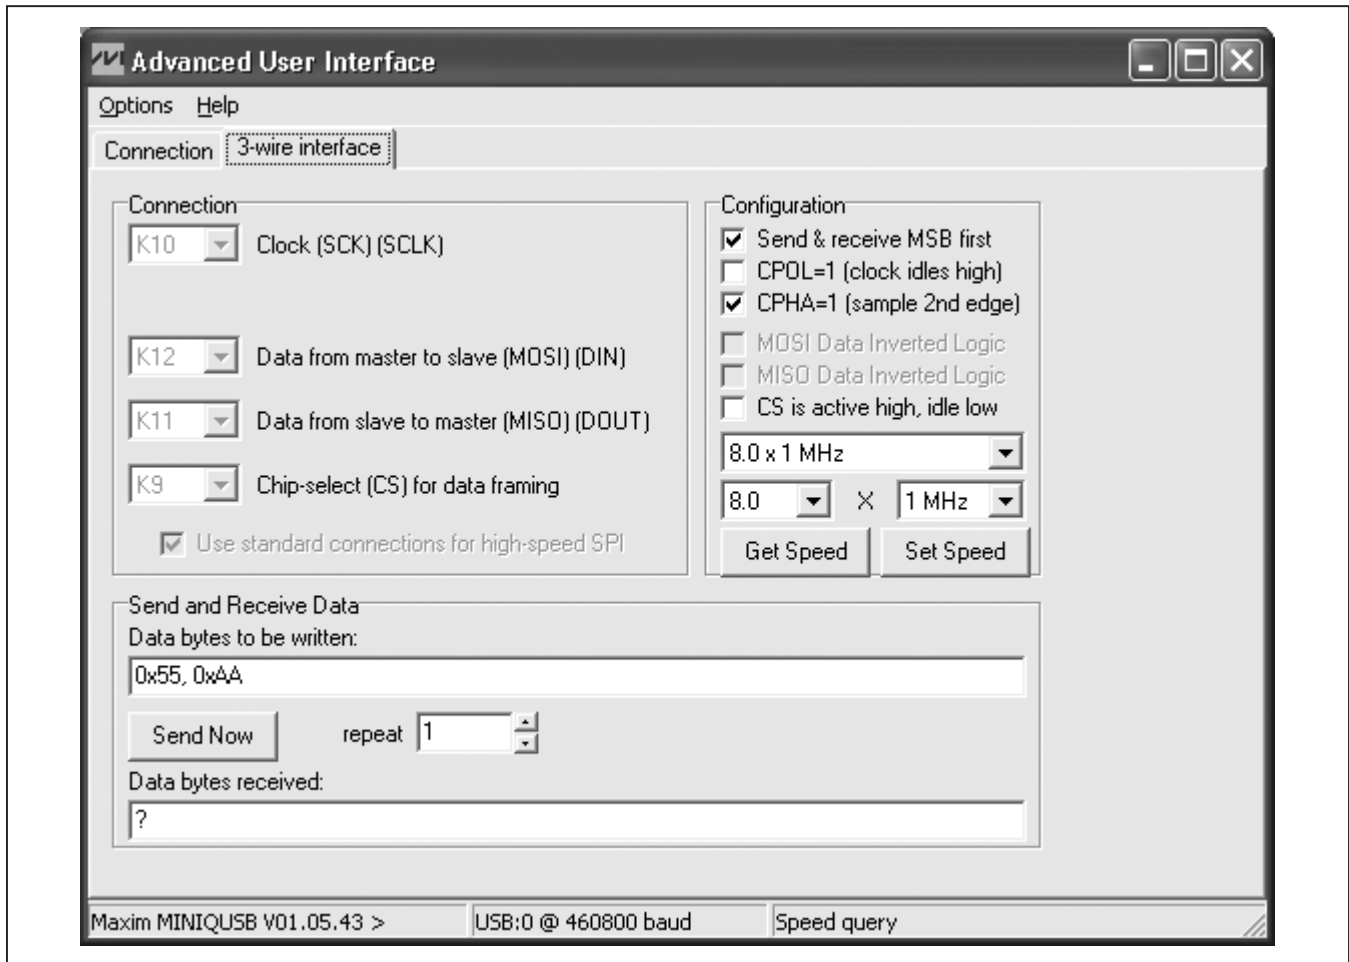 Advanced User Interface
Options Help
Connection 3-wire interface
Connection
K10 Clock (SCK) (SCLK)
K12 Data from master to slave (MOSI) (DIN)
K11 Data from slave to master (MISO) (DOUT)
K9 Chip-select (CS) for data framing
Use standard connections for high-speed SPI
Configuration
Send & receive MSB first
CPOL=1 (clock idles high)
CPHA=1 (sample 2nd edge)
MOSI Data Inverted Logic
MISO Data Inverted Logic
CS is active high, idle low
8.0 x 1 MHz
8.0 X 1 MHz
Get Speed Set Speed
Send and Receive Data
Data bytes to be written:
0x55, 0xAA
Send Now repeat 1
Data bytes received:
?
Maxim MINIQUSB V01.05.43 > USB:0 @ 460800 baud Speed query